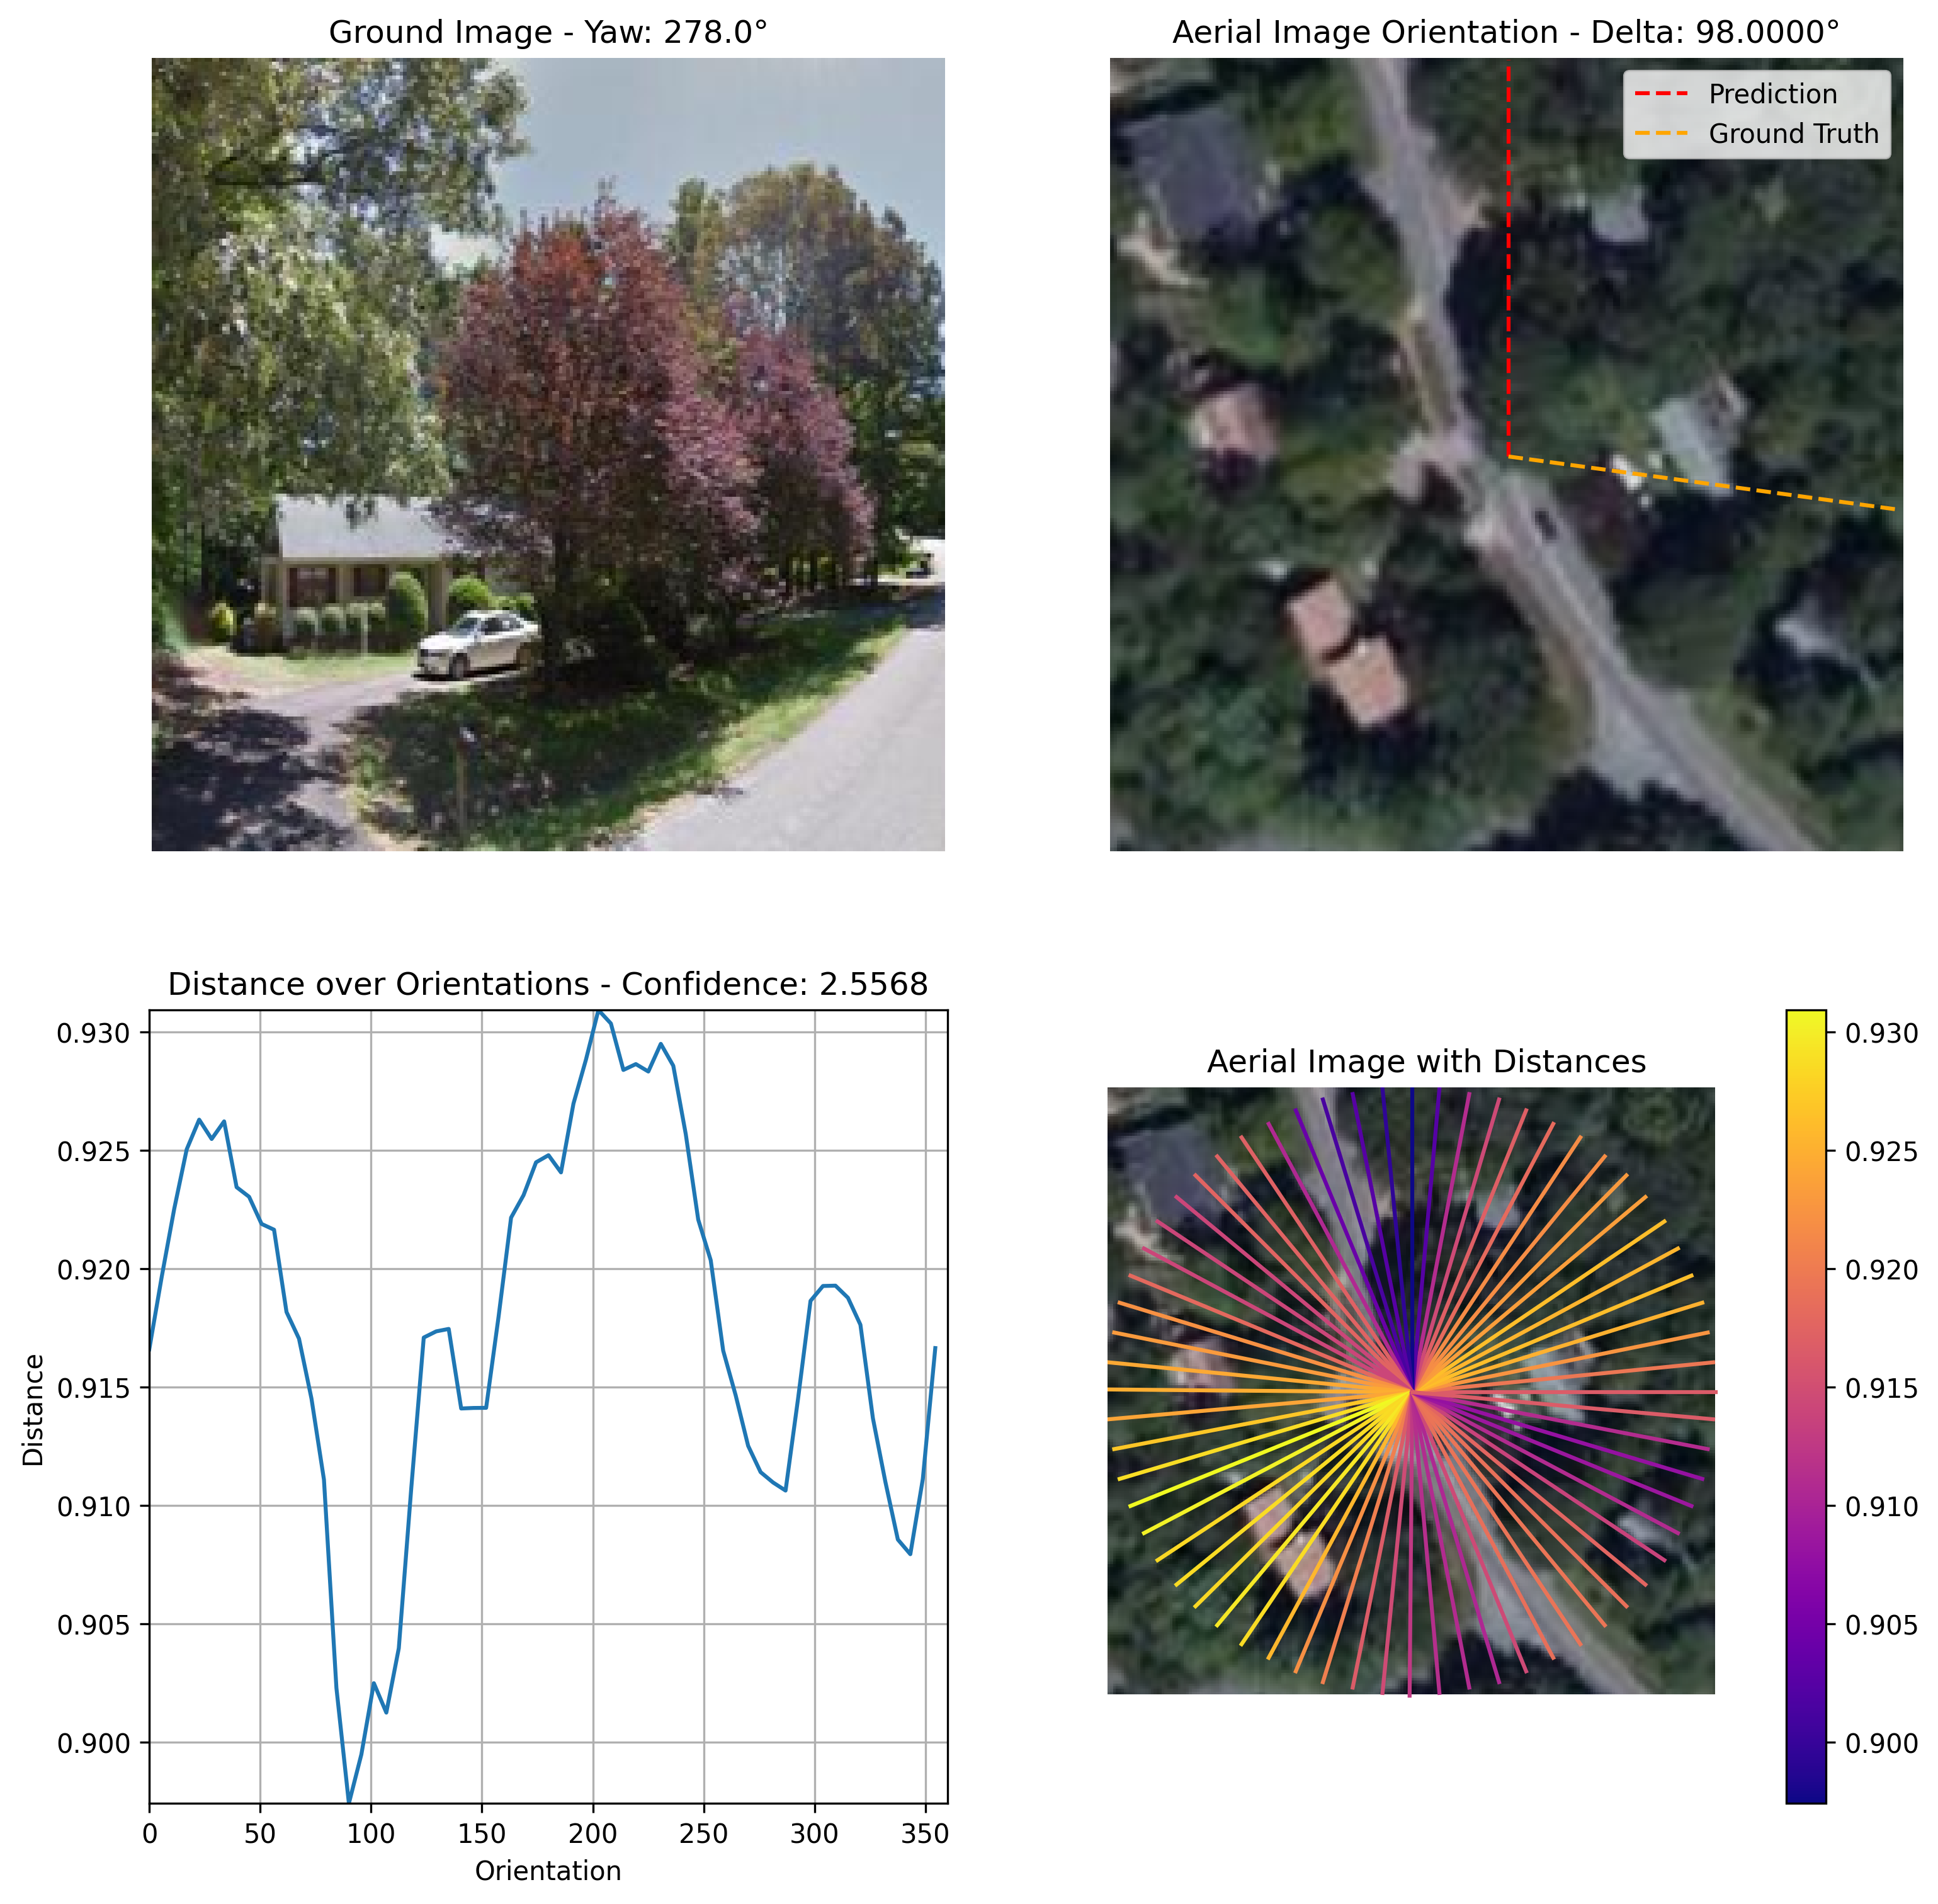 Ground Image - Yaw: 278.0°
Aerial Image Orientation - Delta: 98.0000°
Prediction
Ground Truth
Distance over Orientations - Confidence: 2.5568
0.930
0.925
0.920
0.915
0.910
0.905
0.900
Distance
0 50 100 150 200 250 300 350
Orientation
Aerial Image with Distances
0.930
0.925
0.920
0.915
0.910
0.905
0.900